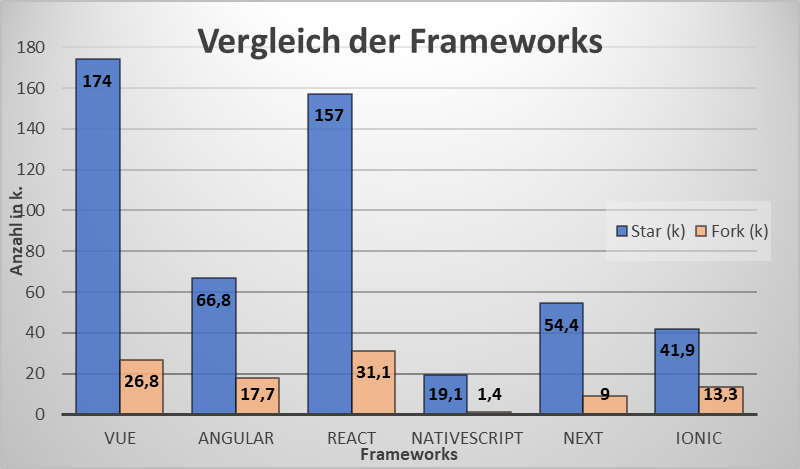 Vergleich der Frameworks
Anzahl in k.
180
160
140
120
100
80
60
40
20
0
174
26,8
66,8
17,7
157
31,1
19,1
1,4
54,4
9
41,9
13,3
Star (k)
Fork (k)
VUE
ANGULAR
REACT
NATIVESCRIPT
NEXT
IONIC
Frameworks